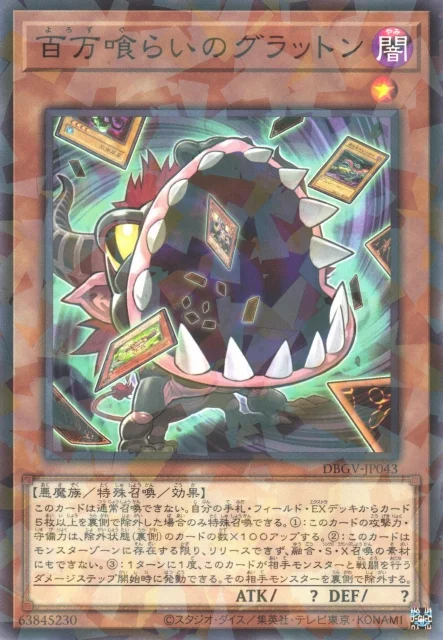 百万喰らいのグラットン
闇
DBGV-JP043
【悪魔族/特殊召喚/効果】
このカードは通常召喚できない。自分の手札・フィールド・EXデッキからカード
5枚以上を裏側で除外した場合のみ特殊召喚できる。①:このカードの攻撃力・
守備力は、除外状態(裏側)のカードの数×100アップする。②:このカードは
モンスターゾーンに存在する限り、リリースできず、融合・S・X召喚の素材
にもできない。③:1ターンに1度、このカードが相手モンスターと戦闘を行う
ダメージステップ開始時に発動できる。その相手モンスターを裏側で除外する。
ATK/ ? DEF/ ?
63845230 ©スタジオ・ダイス/集英社・テレビ東京・KONAMI